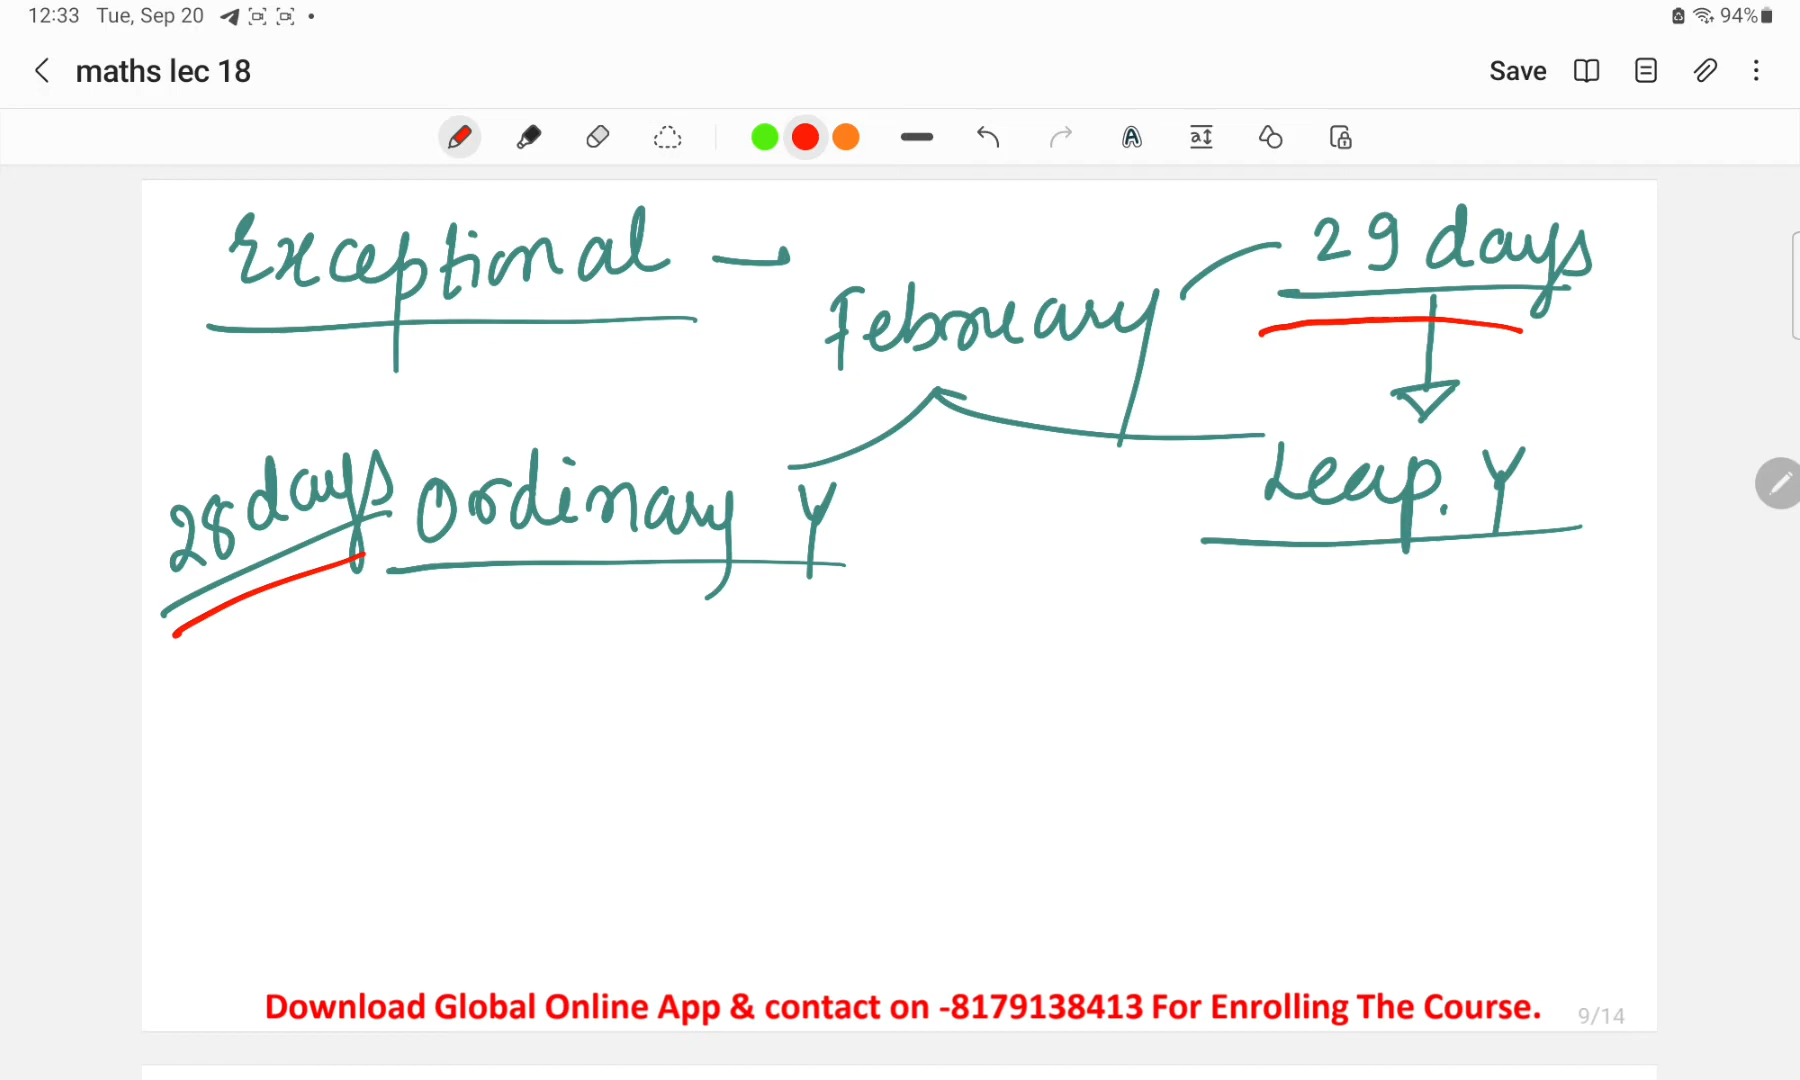 12:33 Tue, Sep 20 94%
maths lec 18 Save
Exceptional — 29 days
February
28 days Ordinary Y Leap. Y
Download Global Online App & contact on -8179138413 For Enrolling The Course.
9/14